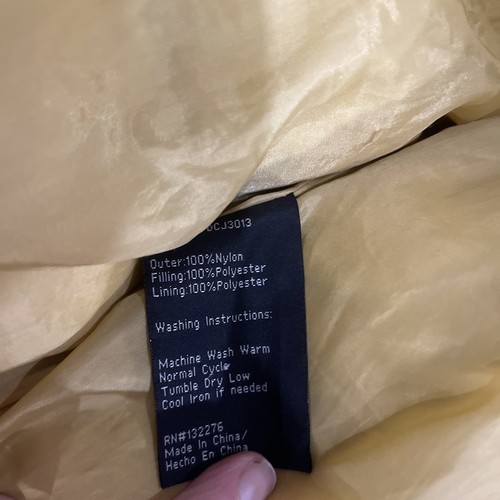 DCJ3013
Outer:100%Nylon
Filling:100%Polyester
Lining:100%Polyester
Washing Instructions:
Machine Wash Warm
Normal Cycle
Tumble Dry Low
Cool Iron if needed
RN#132276
Made In China/
Hecho En China